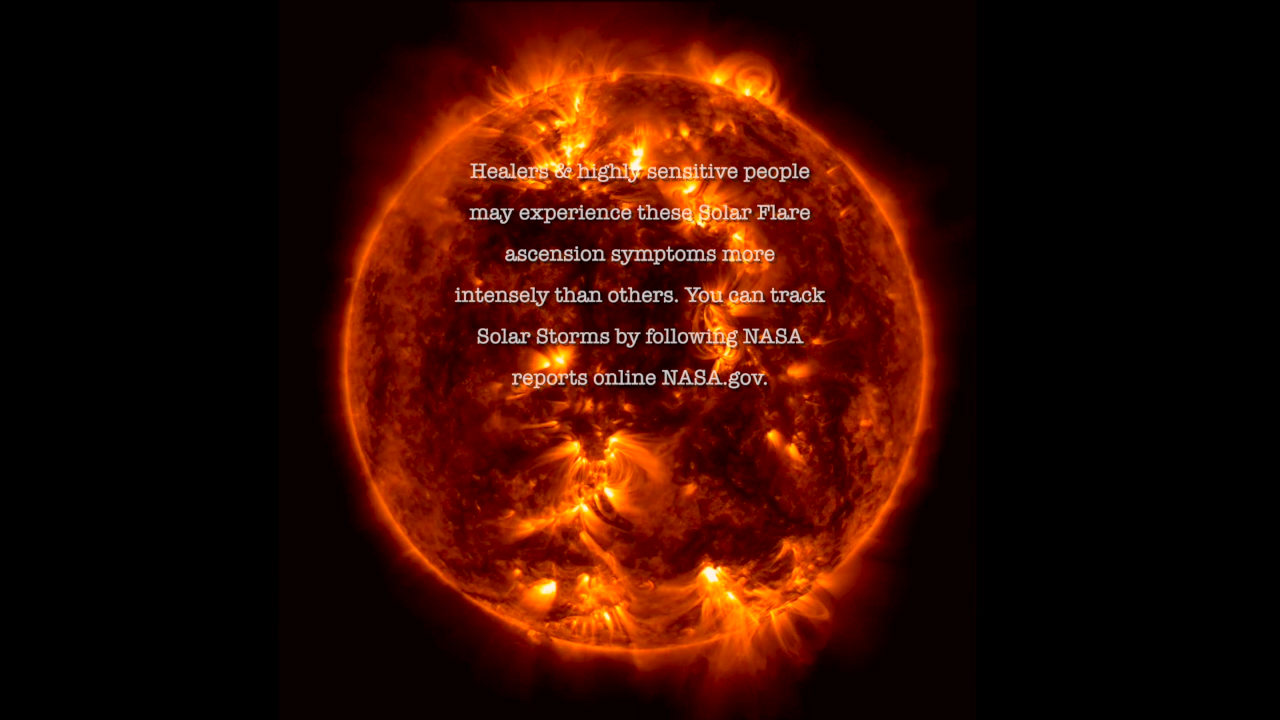 Healers & highly sensitive people
may experience these Solar Flare
ascension symptoms more
intensely than others. You can track
Solar Storms by following NASA
reports online NASA.gov.